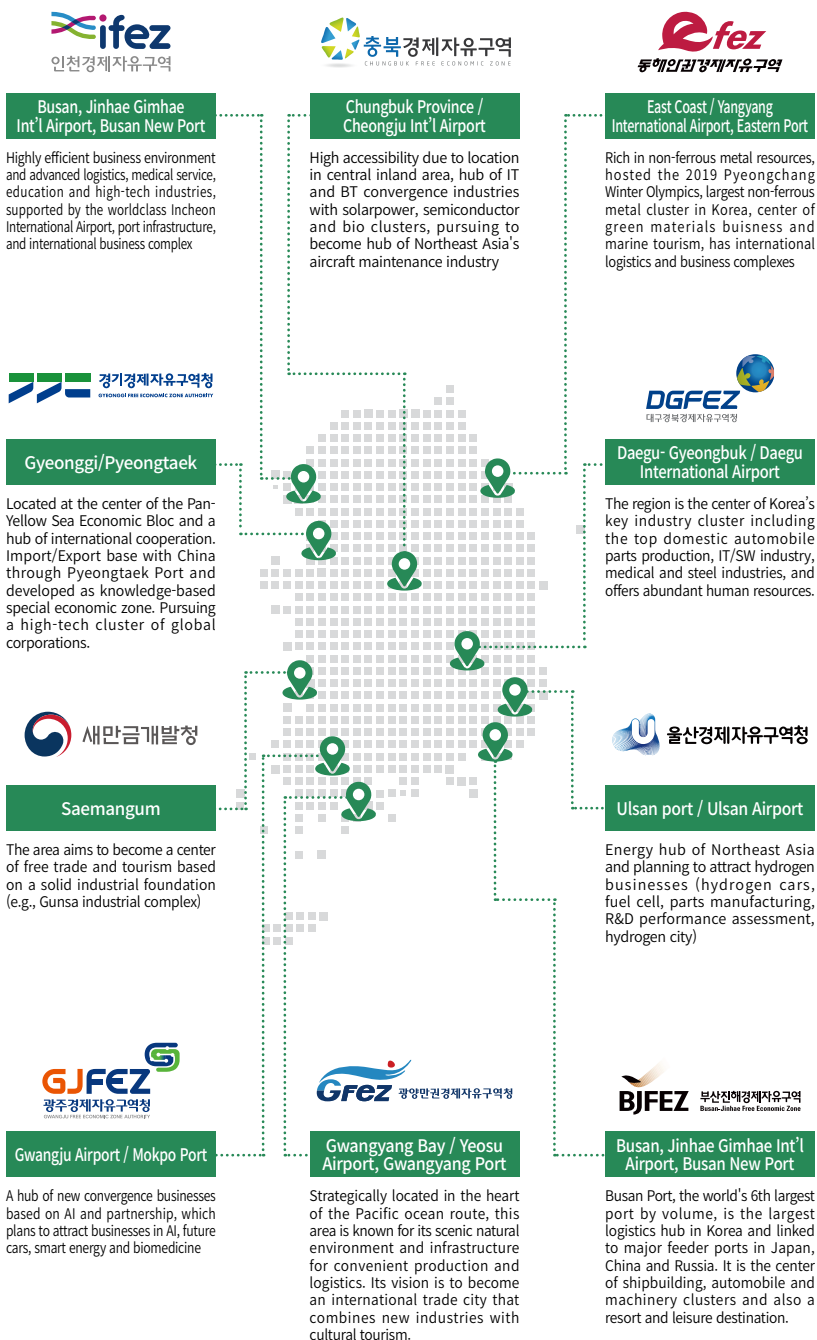 ifez
인천경제자유구역
Busan, Jinhae Gimhae
Int'l Airport, Busan New Port
Highly efficient business environment
and advanced logistics, medical service,
education and high-tech industries,
supported by the worldclass Incheon
International Airport, port infrastructure,
and international business complex
충북경제자유구역
CHUNGBUK FREE ECONOMIC ZONE
Chungbuk Province /
Cheongju Int'l Airport
High accessibility due to location
in central inland area, hub of IT
and BT convergence industries
with solarpower, semiconductor
and bio clusters, pursuing to
become hub of Northeast Asia's
aircraft maintenance industry
efez
동해안권경제자유구역
East Coast / Yangyang
International Airport, Eastern Port
Rich in non-ferrous metal resources,
hosted the 2019 Pyeongchang
Winter Olympics, largest non-ferrous
metal cluster in Korea, center of
green materials buisness and
marine tourism, has international
logistics and business complexes
경기경제자유구역청
GYEONGGI FREE ECONOMIC ZONE AUTHORITY
Gyeonggi/Pyeongtaek
Located at the center of the Pan-
Yellow Sea Economic Bloc and a
hub of international cooperation.
Import/Export base with China
through Pyeongtaek Port and
developed as knowledge-based
special economic zone. Pursuing
a high-tech cluster of global
corporations.
DGFEZ
대구경북경제자유구역청
Daegu- Gyeongbuk / Daegu
International Airport
The region is the center of Korea's
key industry cluster including
the top domestic automobile
parts production, IT/SW industry,
medical and steel industries, and
offers abundant human resources.
새만금개발청
Saemangum
The area aims to become a center
of free trade and tourism based
on a solid industrial foundation
(e.g., Gunsa industrial complex)
U
울산경제자유구역청
Ulsan port / Ulsan Airport
Energy hub of Northeast Asia
and planning to attract hydrogen
businesses (hydrogen cars,
fuel cell, parts manufacturing,
R&D performance assessment,
hydrogen city)
GJFEZ
광주경제자유구역청
GWANGJU FREE ECONOMIC ZONE AUTHORITY
Gwangju Airport / Mokpo Port
A hub of new convergence businesses
based on AI and partnership, which
plans to attract businesses in AI, future
cars, smart energy and biomedicine
GFez 광양만권경제자유구역청
Gwangyang Bay / Yeosu
Airport, Gwangyang Port
Strategically located in the heart
of the Pacific ocean route, this
area is known for its scenic natural
environment and infrastructure
for convenient production and
logistics. Its vision is to become
an international trade city that
combines new industries with
cultural tourism.
BJFEZ
부산진해경제자유구역
Busan-Jinhae Free Economic Zone
Busan, Jinhae Gimhae Int'l
Airport, Busan New Port
Busan Port, the world's 6th largest
port by volume, is the largest
logistics hub in Korea and linked
to major feeder ports in Japan,
China and Russia. It is the center
of shipbuilding, automobile and
machinery clusters and also a
resort and leisure destination.